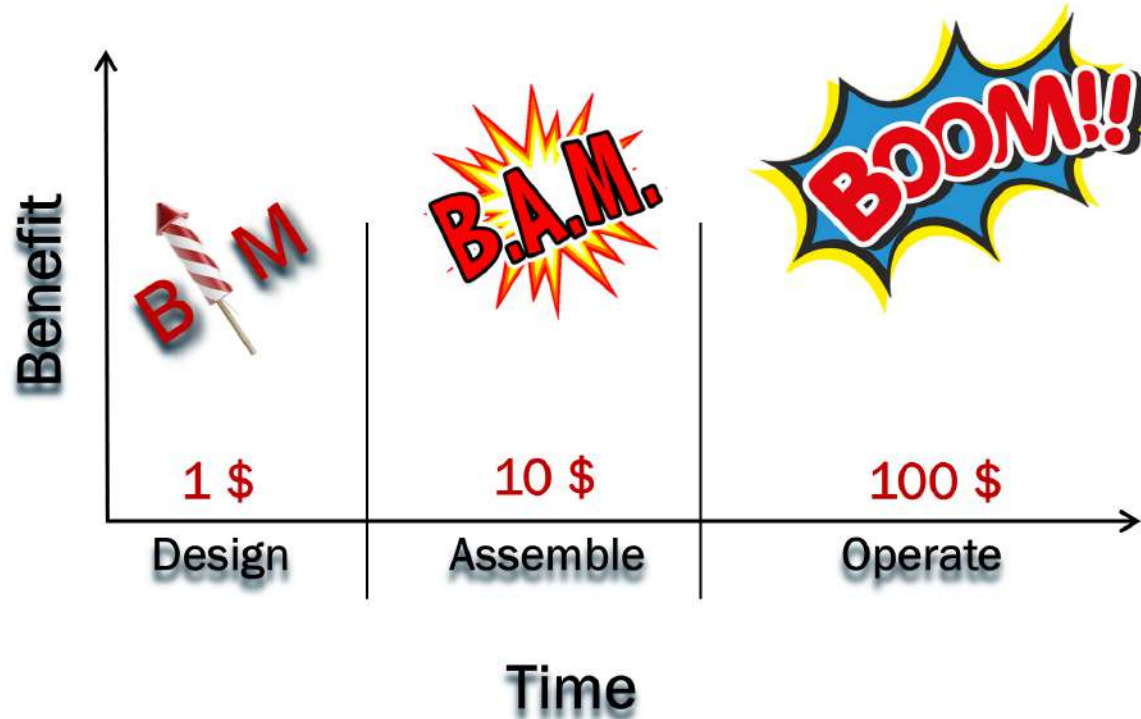 Benefit
B M
B.A.M.
BOOM!!
1 $
10 $
100 $
Design
Assemble
Operate
Time